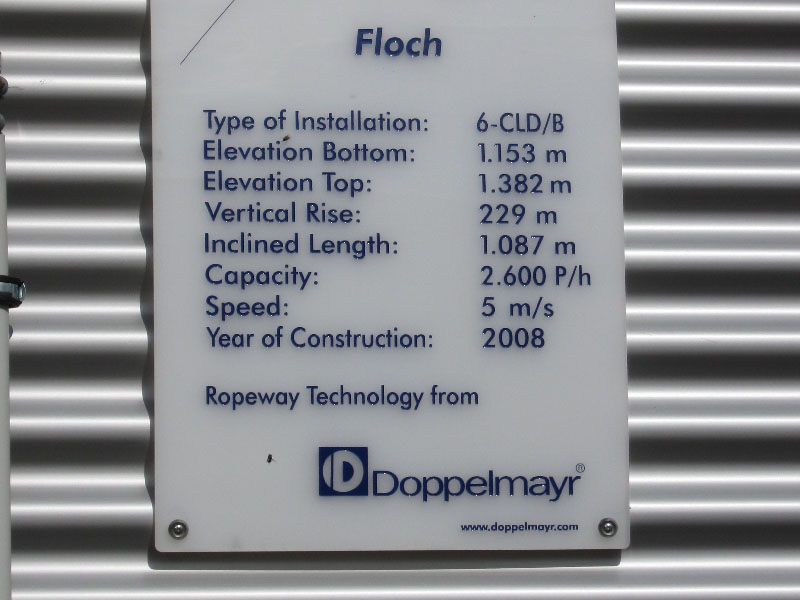 Floch
Type of Installation: 6-CLD/B
Elevation Bottom: 1.153 m
Elevation Top: 1.382 m
Vertical Rise: 229 m
Inclined Length: 1.087 m
Capacity: 2.600 P/h
Speed: 5 m/s
Year of Construction: 2008
Ropeway Technology from
Doppelmayr®
www.doppelmayr.com